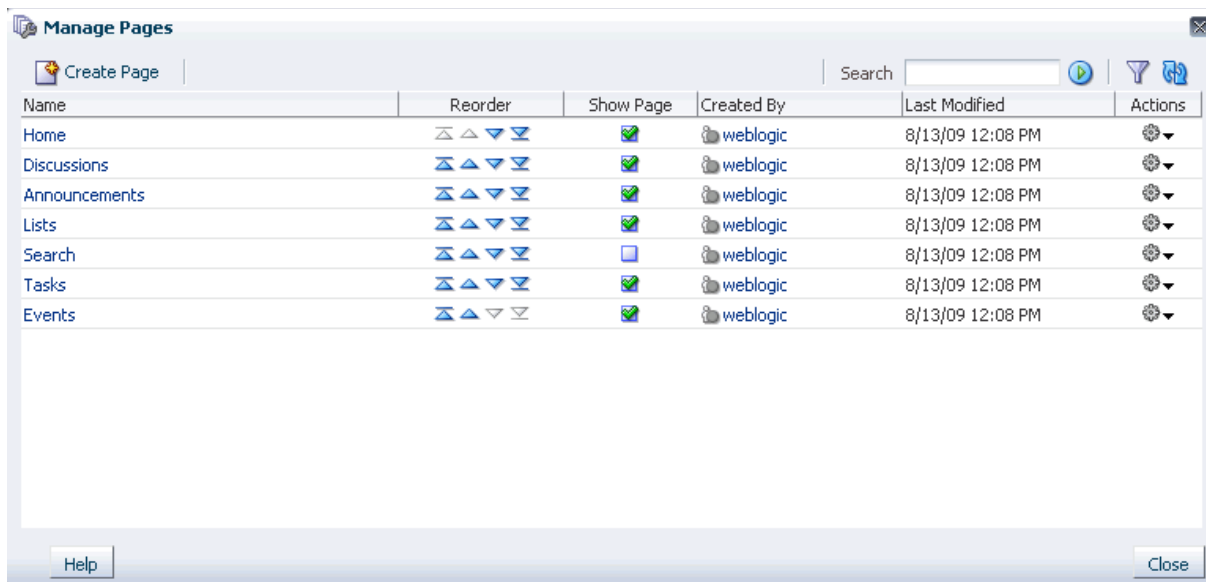 Manage Pages
Create Page Search
Name Reorder Show Page Created By Last Modified Actions
Home weblogic 8/13/09 12:08 PM
Discussions weblogic 8/13/09 12:08 PM
Announcements weblogic 8/13/09 12:08 PM
Lists weblogic 8/13/09 12:08 PM
Search weblogic 8/13/09 12:08 PM
Tasks weblogic 8/13/09 12:08 PM
Events weblogic 8/13/09 12:08 PM
Help Close